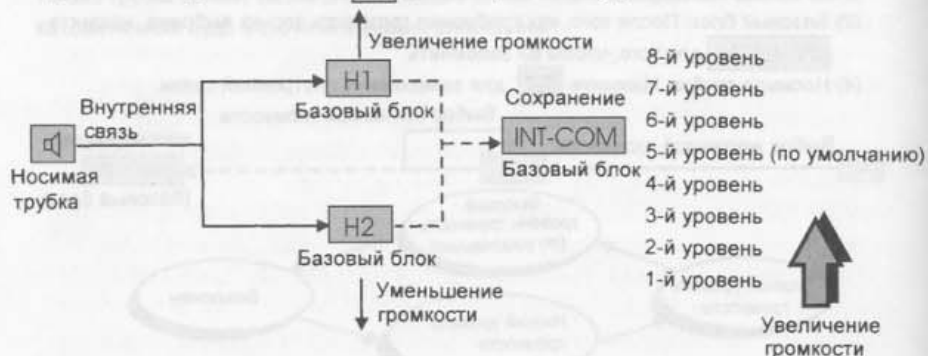 Увеличение громкости
H1
Базовый блок
Внутренняя
связь
Носимая
трубка
H2
Базовый блок
Уменьшение
громкости
Сохранение
INT-COM
Базовый блок
8-й уровень
7-й уровень
6-й уровень
5-й уровень (по умолчанию)
4-й уровень
3-й уровень
2-й уровень
1-й уровень
Увеличение
громкости